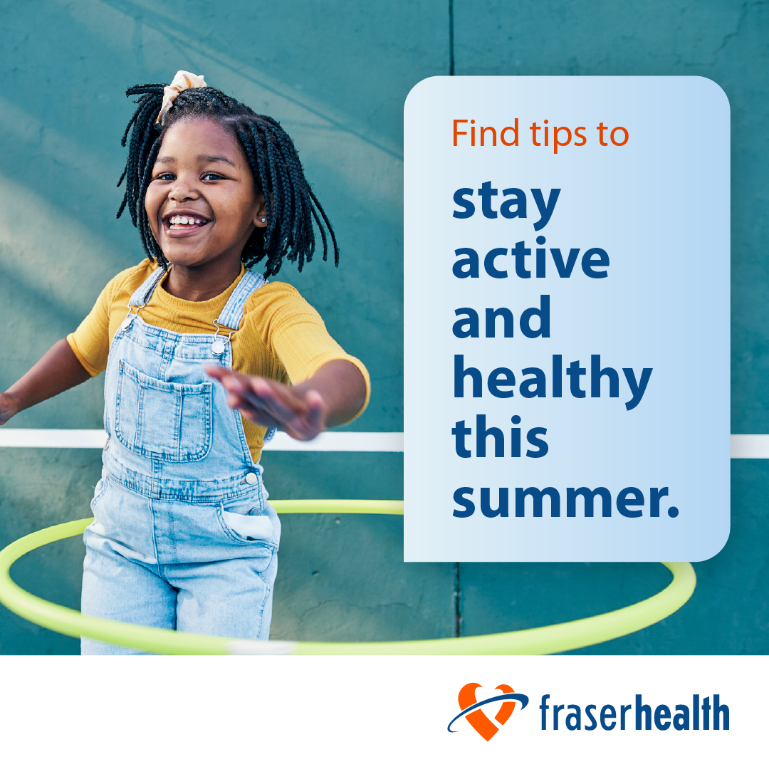 Find tips to
stay
active
and
healthy
this
summer.
fraserhealth